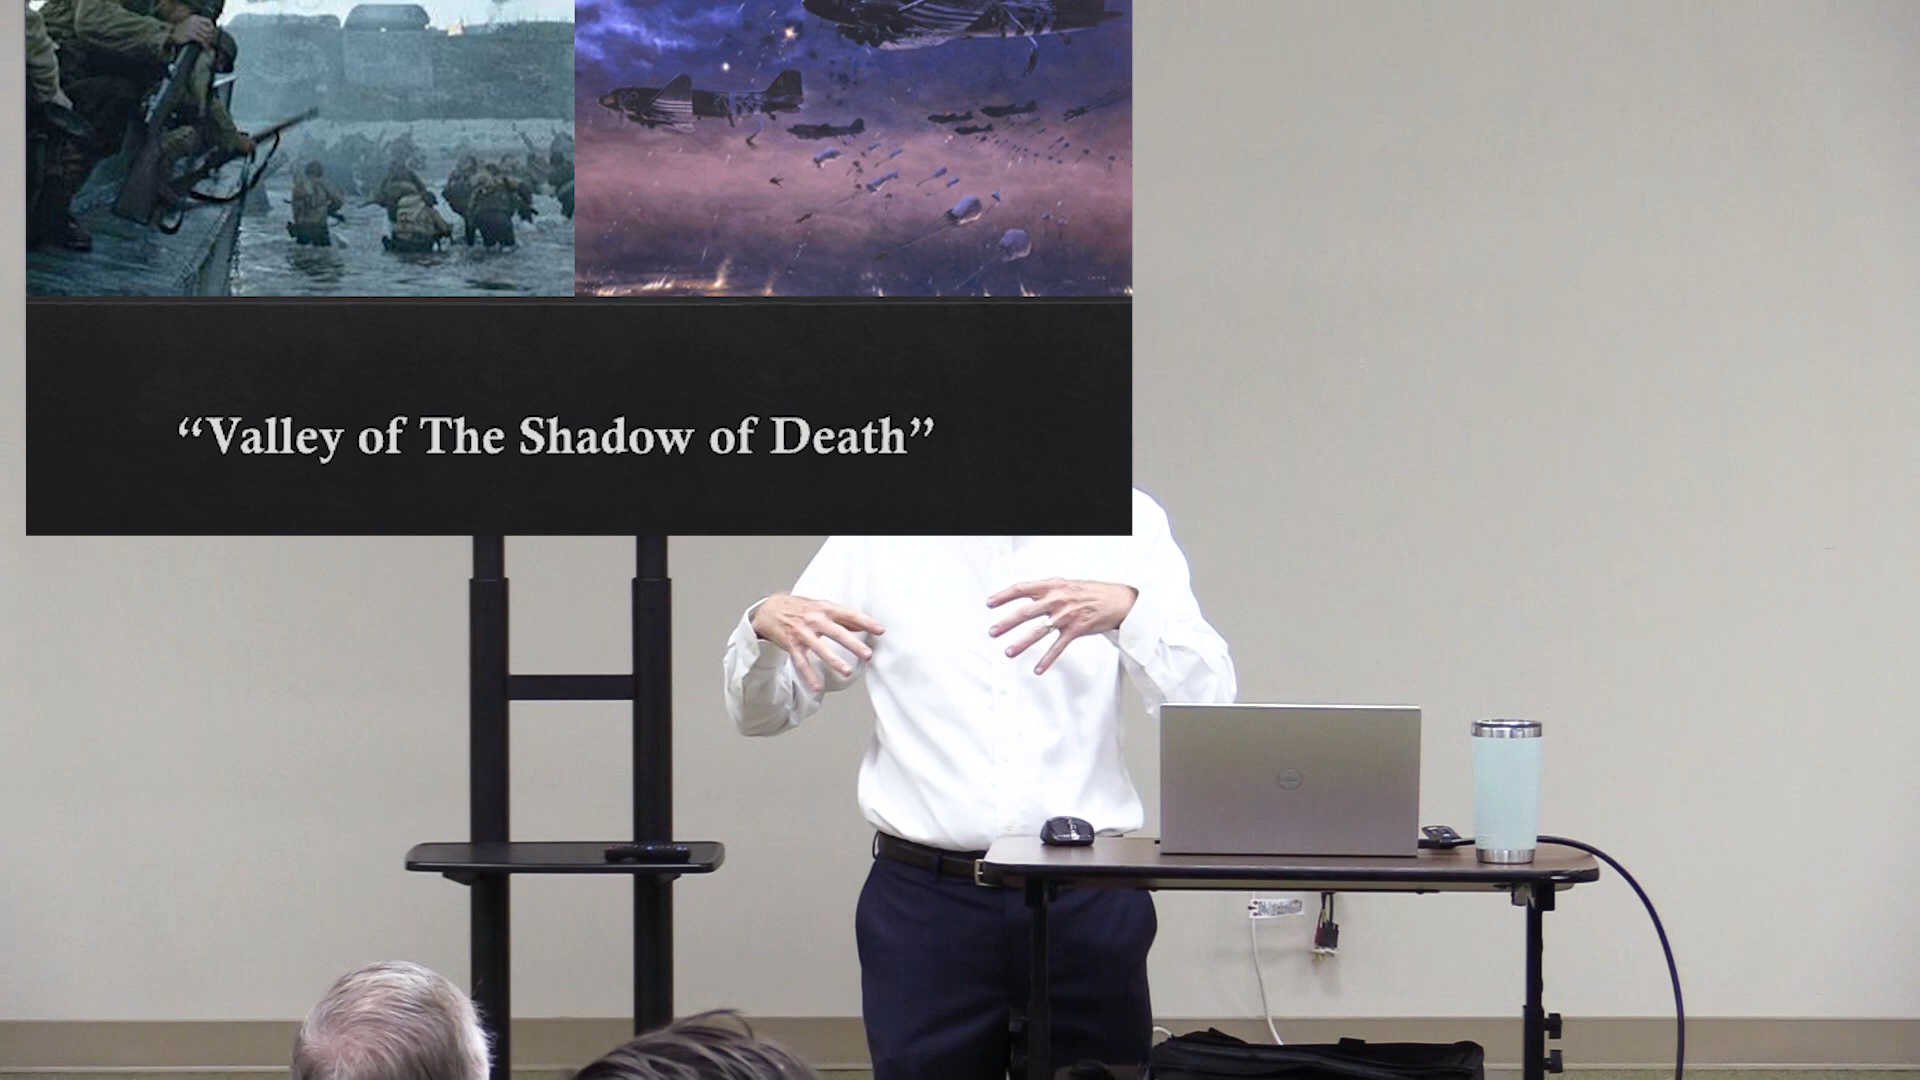 “Valley of The Shadow of Death”